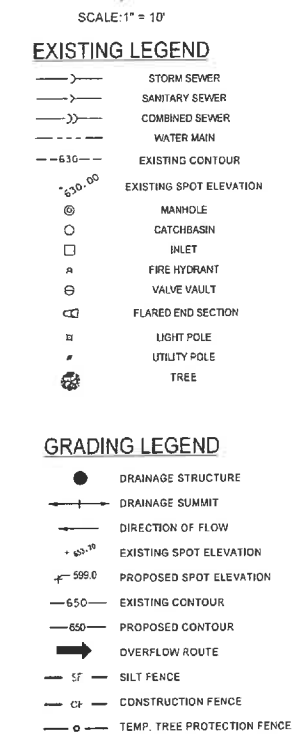 SCALE:1" = 10'
EXISTING LEGEND
STORM SEWER
SANITARY SEWER
COMBINED SEWER
WATER MAIN
630 EXISTING CONTOUR
630.00 EXISTING SPOT ELEVATION
MANHOLE
CATCHBASIN
INLET
FIRE HYDRANT
VALVE VAULT
FLARED END SECTION
LIGHT POLE
UTILITY POLE
TREE
GRADING LEGEND
DRAINAGE STRUCTURE
DRAINAGE SUMMIT
DIRECTION OF FLOW
EXISTING SPOT ELEVATION
599.0 PROPOSED SPOT ELEVATION
650 EXISTING CONTOUR
650 PROPOSED CONTOUR
OVERFLOW ROUTE
SF SILT FENCE
CF CONSTRUCTION FENCE
TEMP. TREE PROTECTION FENCE